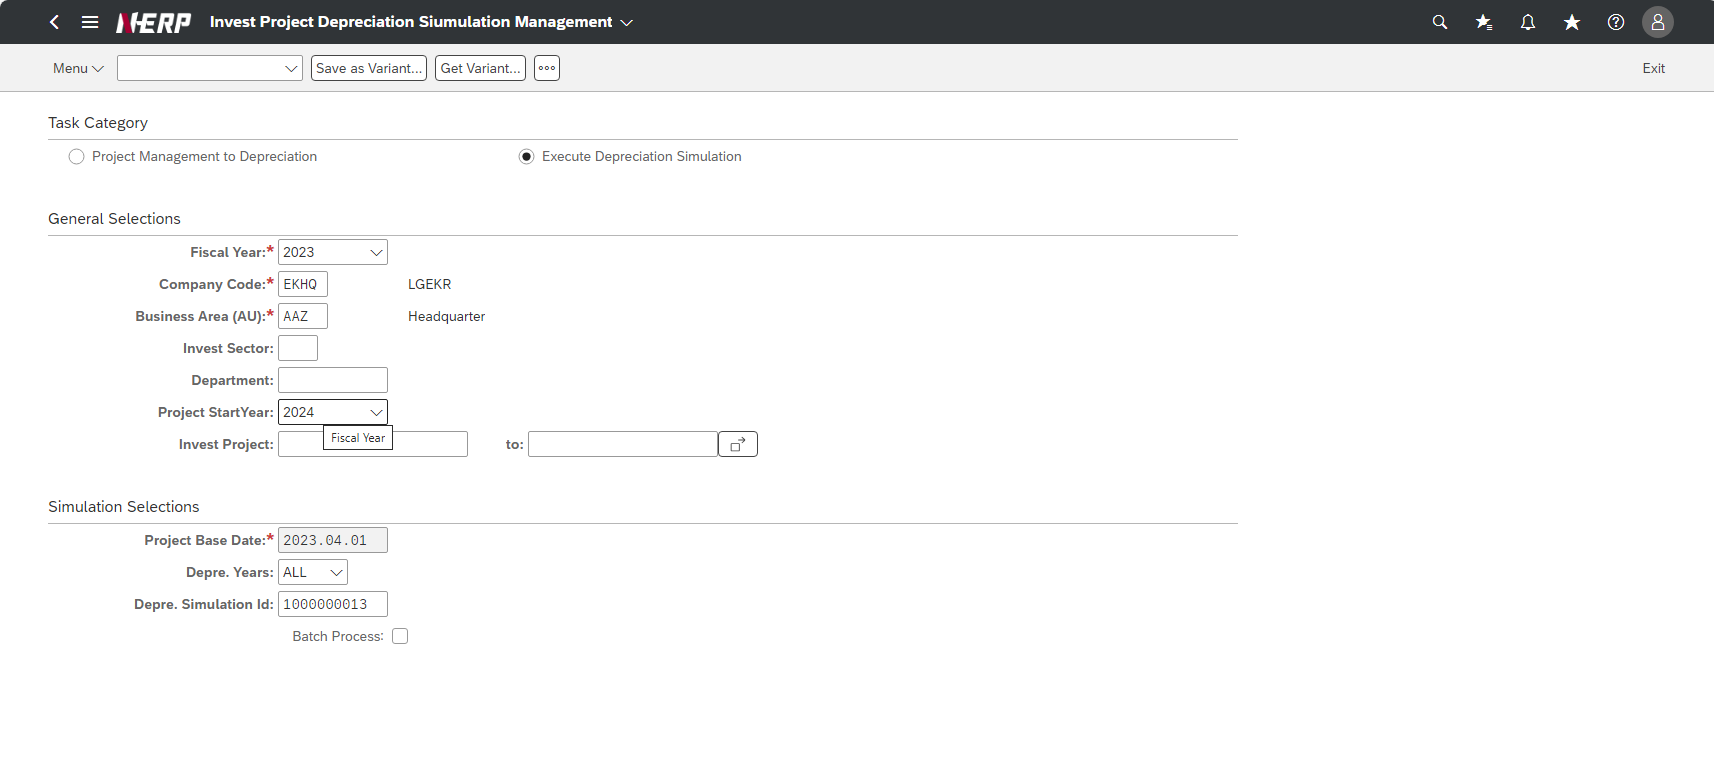 NERP Invest Project Depreciation Siumulation Management
Menu Save as Variant... Get Variant... Exit
Task Category
Project Management to Depreciation Execute Depreciation Simulation
General Selections
Fiscal Year:* 2023
Company Code:* EKHQ LGEKR
Business Area (AU):* AAZ Headquarter
Invest Sector:
Department:
Project StartYear: 2024
Fiscal Year
Invest Project: to:
Simulation Selections
Project Base Date:* 2023.04.01
Depre. Years: ALL
Depre. Simulation Id: 1000000013
Batch Process: